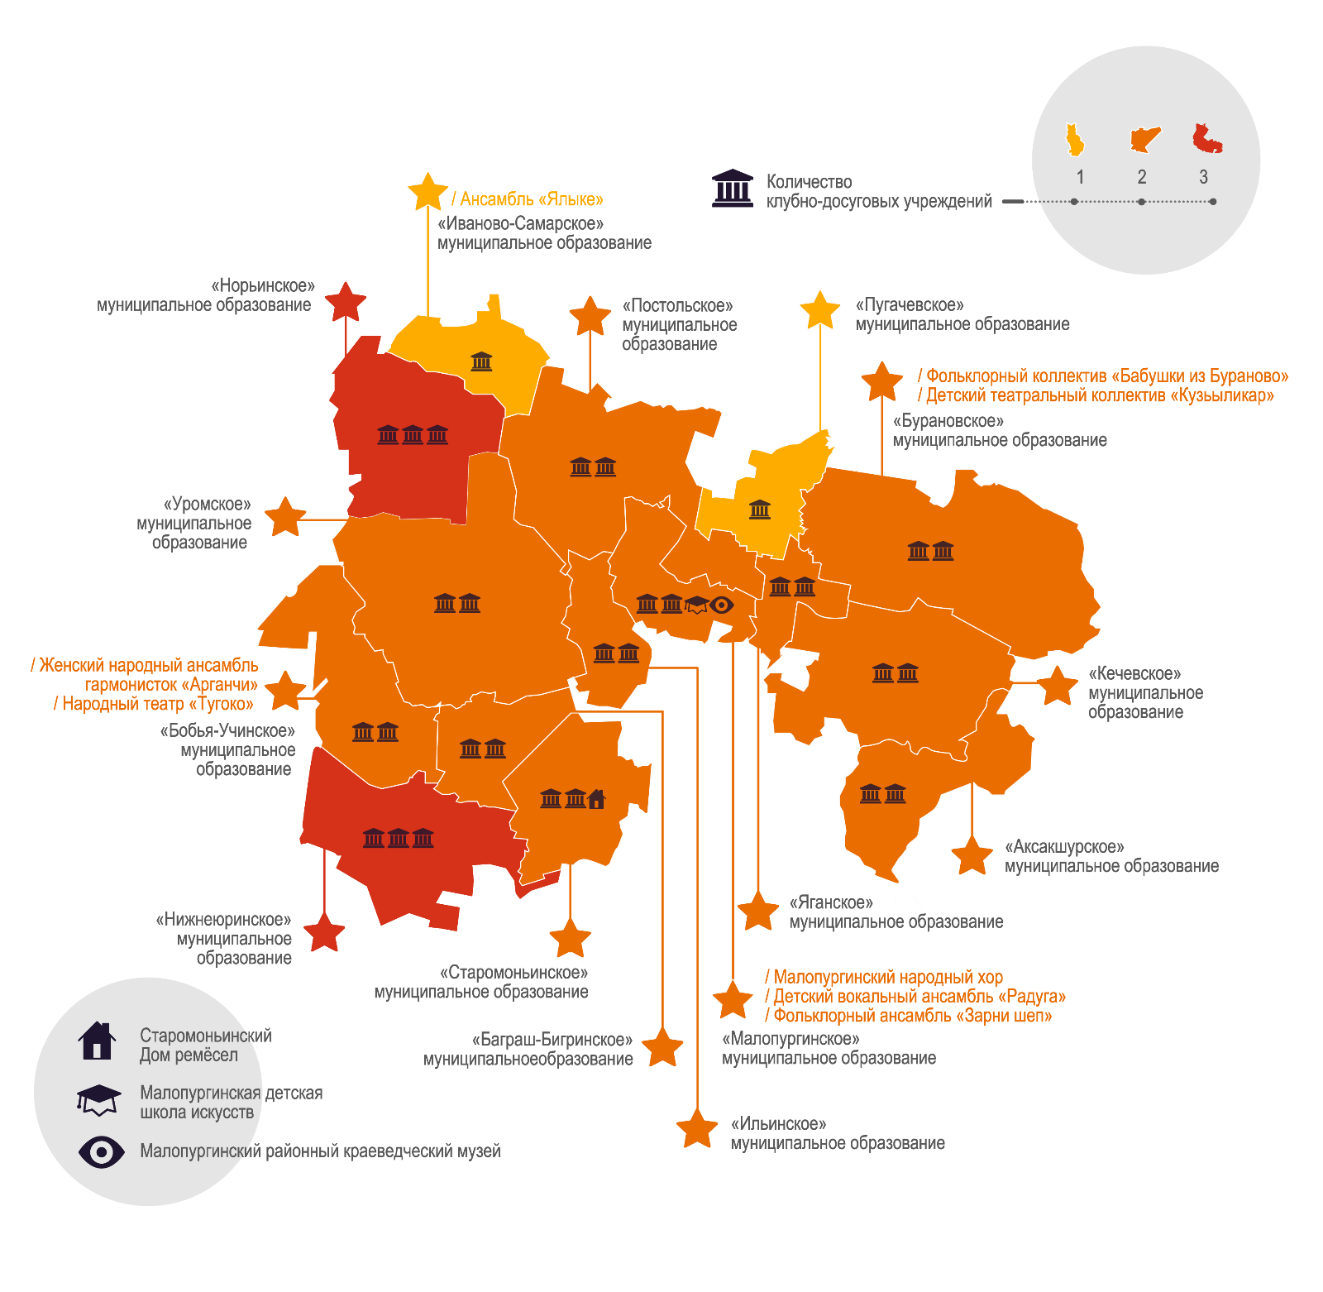 Количество
клубно-досуговых учреждений
1 2 3
/ Ансамбль «Ялыке»
«Иваново-Самарское»
муниципальное образование
«Норьинское»
муниципальное образование
«Постольское»
муниципальное
образование
«Пугачевское»
муниципальное образование
/ Фольклорный коллектив «Бабушки из Бураново»
/ Детский театральный коллектив «Кузьыликар»
«Бурановское»
муниципальное образование
«Уромское»
муниципальное
образование
/ Женский народный ансамбль
гармонисток «Арганчи»
/ Народный театр «Тугоко»
«Бобья-Учинское»
муниципальное
образование
«Кечевское»
муниципальное
образование
«Аксакшурское»
муниципальное образование
«Яганское»
муниципальное образование
«Нижнеюринское»
муниципальное
образование
«Старомоньинское»
муниципальное образование
/ Малопургинский народный хор
/ Детский вокальный ансамбль «Радуга»
/ Фольклорный ансамбль «Зарни шеп»
«Малопургинское»
муниципальное образование
«Баграш-Бигринское»
муниципальноеобразование
«Ильинское»
муниципальное образование
Старомоньинский
Дом ремёсел
Малопургинская детская
школа искусств
Малопургинский районный краеведческий музей